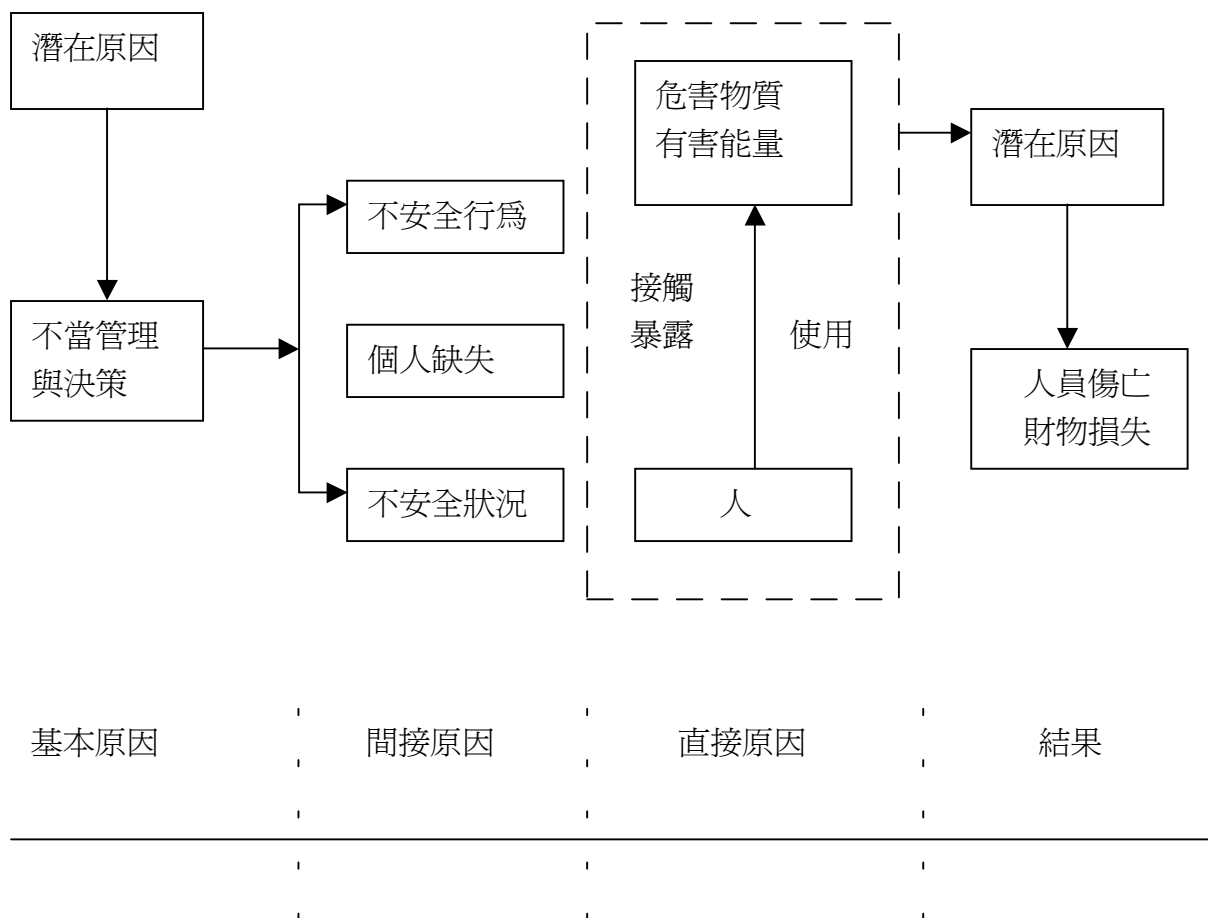 潛在原因
不當管理
與決策
不安全行為
個人缺失
不安全狀況
危害物質
有害能量
接觸
暴露
使用
人
潛在原因
人員傷亡
財物損失
基本原因
間接原因
直接原因
結果